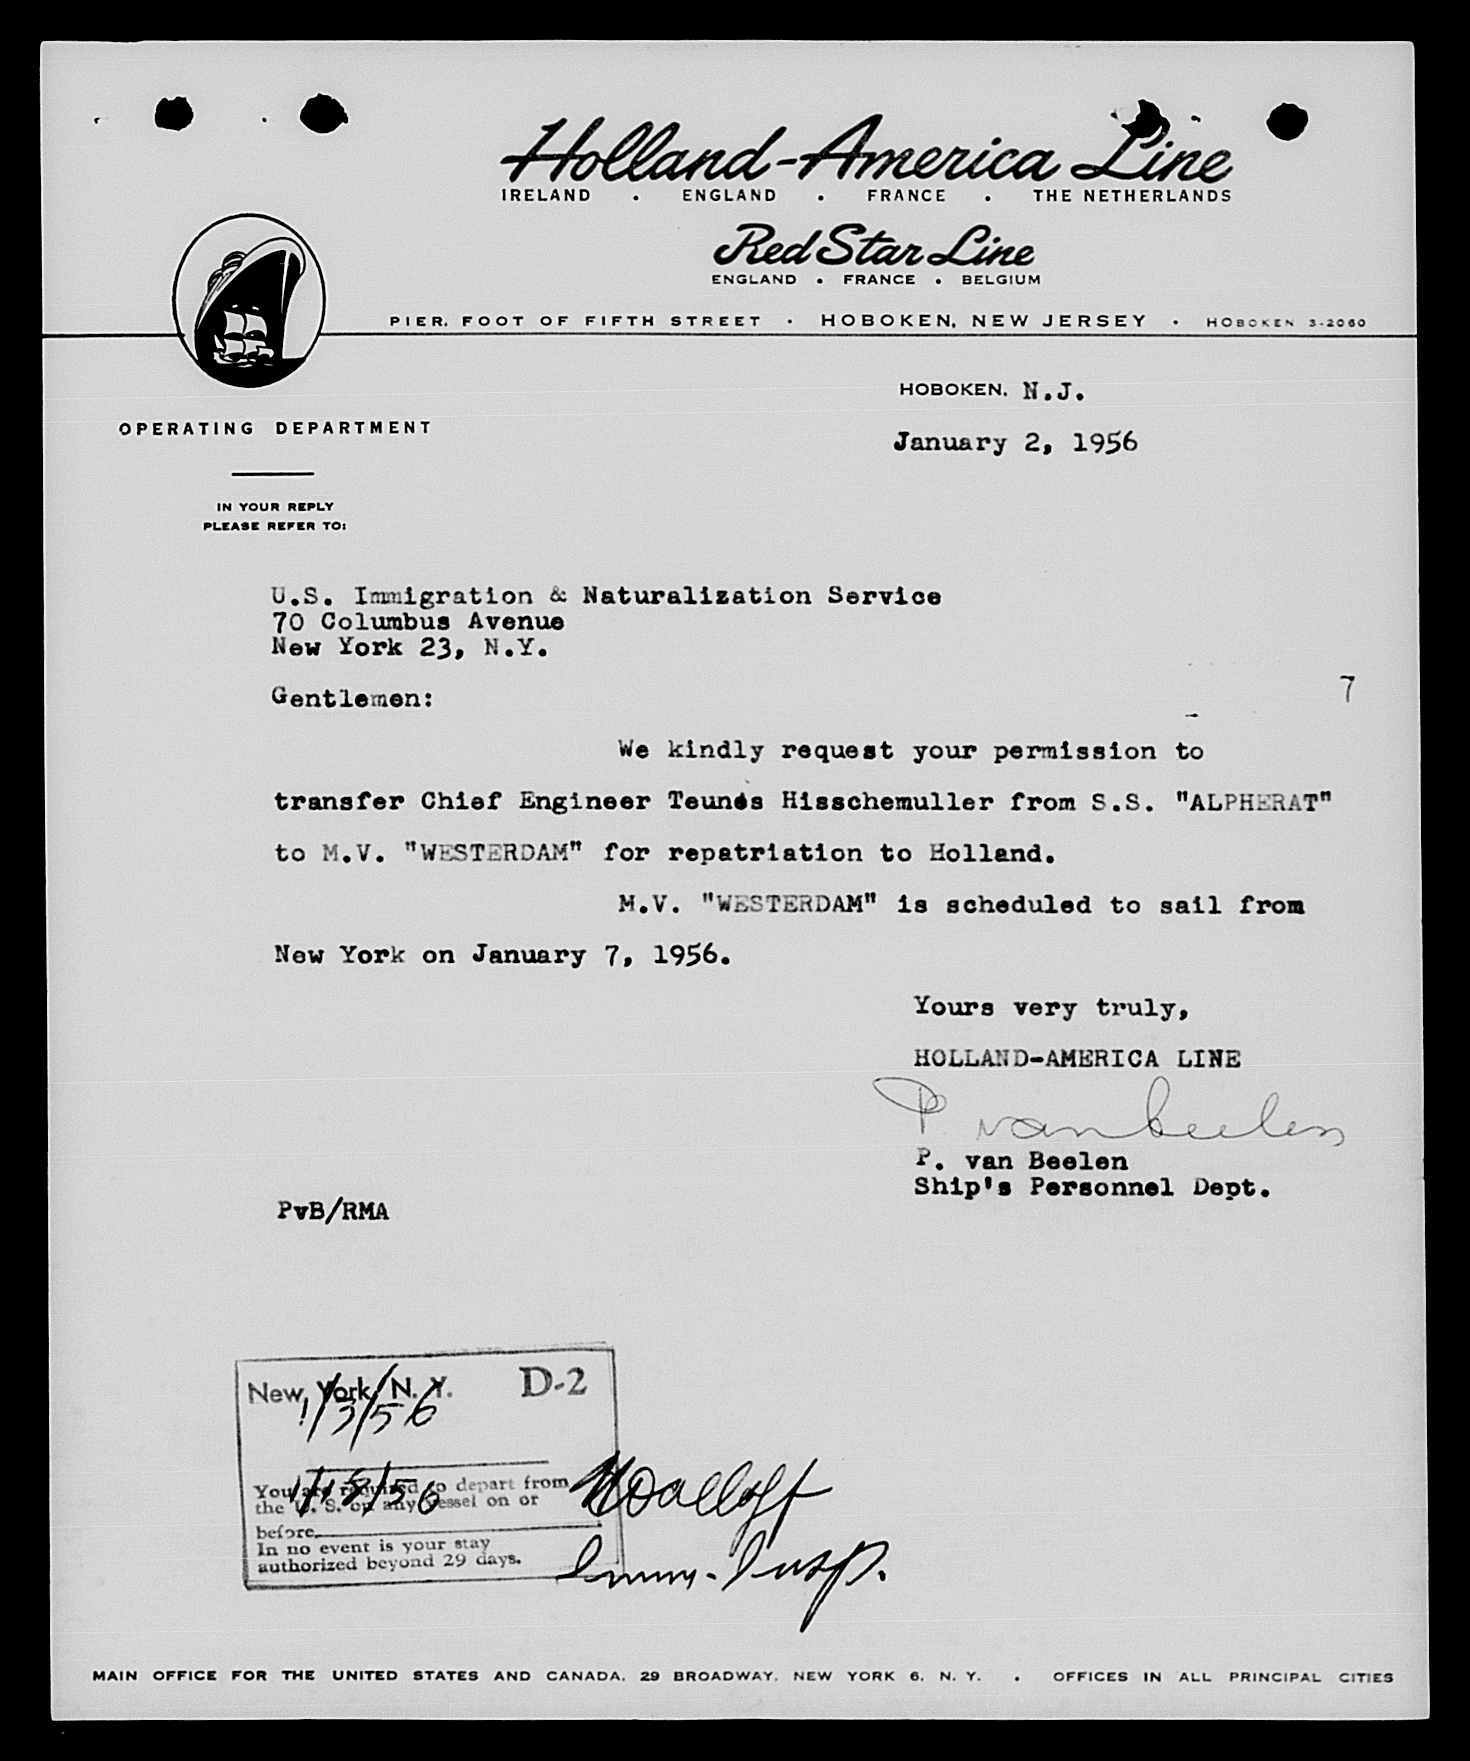 Holland-America Line
IRELAND • ENGLAND • FRANCE • THE NETHERLANDS
Red Star Line
ENGLAND • FRANCE • BELGIUM
PIER, FOOT OF FIFTH STREET • HOBOKEN, NEW JERSEY • HOBOKEN 3-2060
HOBOKEN, N.J.
OPERATING DEPARTMENT
January 2, 1956
IN YOUR REPLY
PLEASE REFER TO:
U.S. Immigration & Naturalization Service
70 Columbus Avenue
New York 23, N.Y.
7
Gentlemen:
We kindly request your permission to
transfer Chief Engineer Teunis Hisschemuller from S.S. "ALPHERAT"
to M.V. "WESTERDAM" for repatriation to Holland.
M.V. "WESTERDAM" is scheduled to sail from
New York on January 7, 1956.
Yours very truly,
HOLLAND-AMERICA LINE
P. van Beelen
P. van Beelen
Ship's Personnel Dept.
PvB/RMA
New York, N. Y. D-2
1/3/56
You are required to depart from
the U. S. on any vessel on or
before
In no event is your stay
authorized beyond 29 days.
Imm. Insp.
MAIN OFFICE FOR THE UNITED STATES AND CANADA, 29 BROADWAY, NEW YORK 6, N. Y. • OFFICES IN ALL PRINCIPAL CITIES